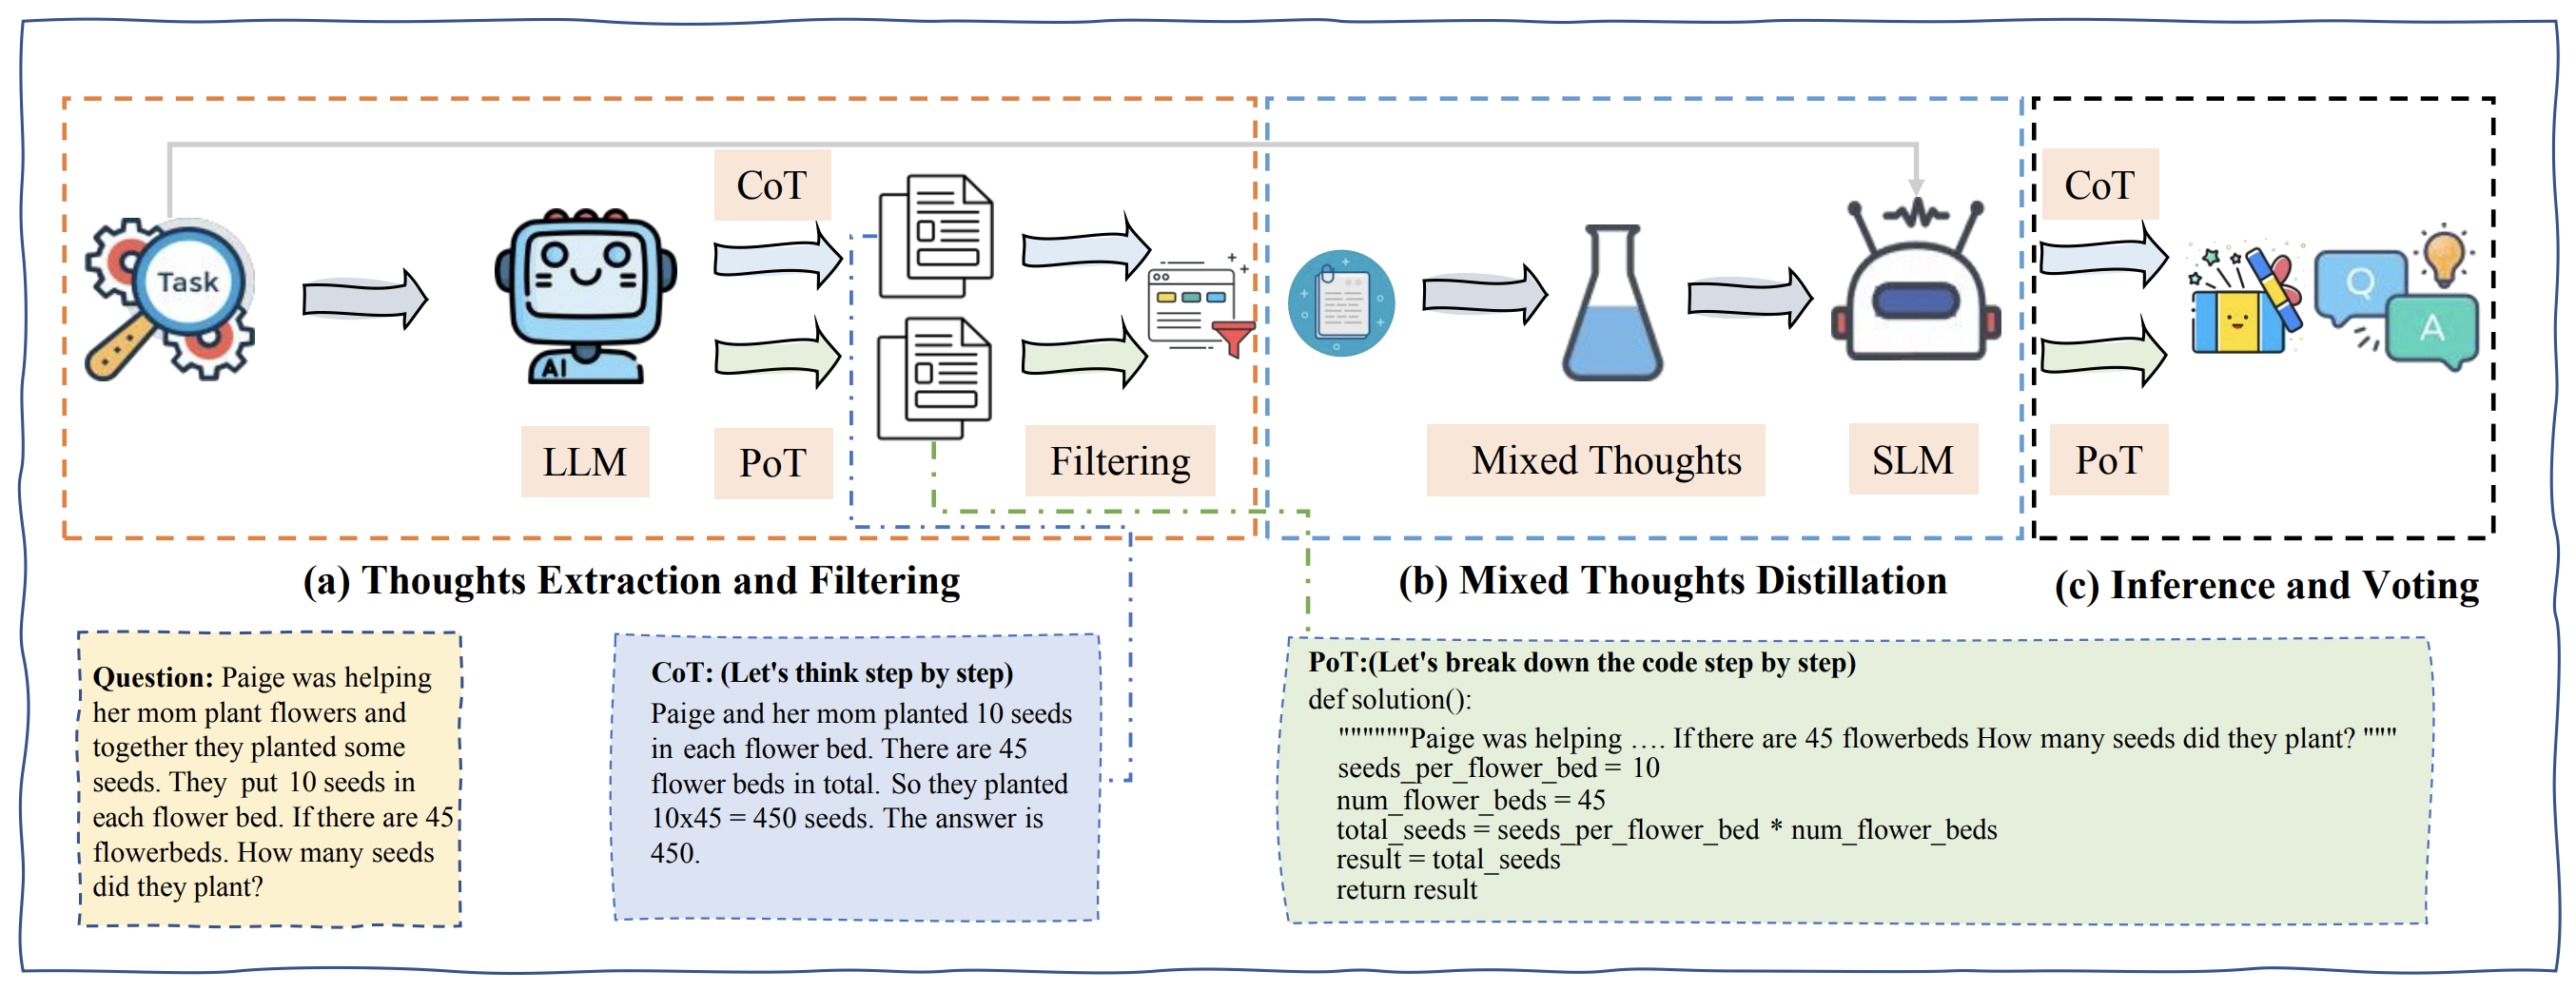 Task
AI
LLM
CoT
PoT
Filtering
Mixed Thoughts
SLM
CoT
PoT
Q
A
(a) Thoughts Extraction and Filtering
(b) Mixed Thoughts Distillation
(c) Inference and Voting
Question: Paige was helping
her mom plant flowers and
together they planted some
seeds. They put 10 seeds in
each flower bed. If there are 45
flowerbeds. How many seeds
did they plant?
CoT: (Let's think step by step)
Paige and her mom planted 10 seeds
in each flower bed. There are 45
flower beds in total. So they planted
10x45 = 450 seeds. The answer is
450.
PoT:(Let's break down the code step by step)
def solution():
""""""Paige was helping …. If there are 45 flowerbeds How many seeds did they plant? """
seeds_per_flower_bed = 10
num_flower_beds = 45
total_seeds = seeds_per_flower_bed * num_flower_beds
result = total_seeds
return result